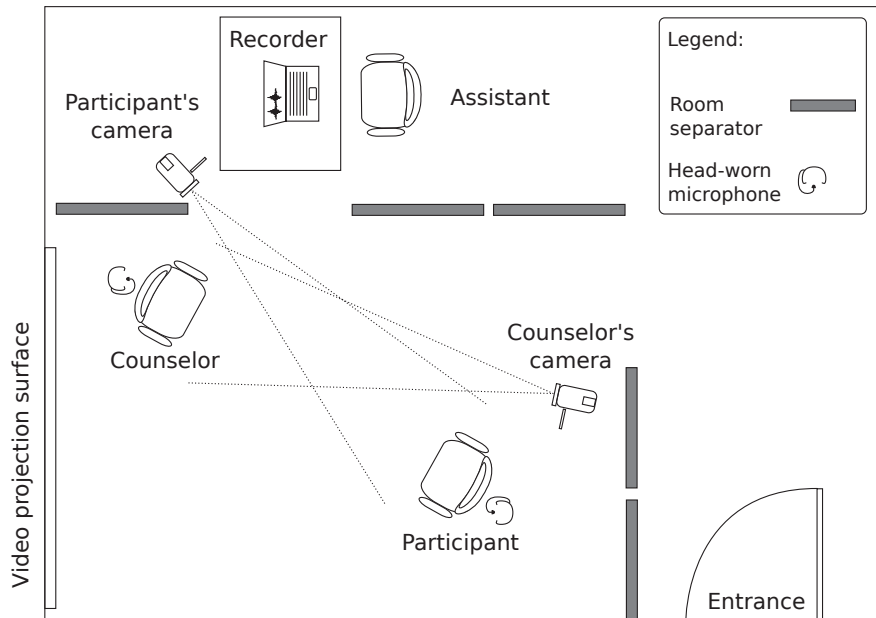 Recorder
Legend:
Participant's
camera
Assistant
Room
separator
Head-worn
microphone
Counselor
Counselor's
camera
Video projection surface
Participant
Entrance